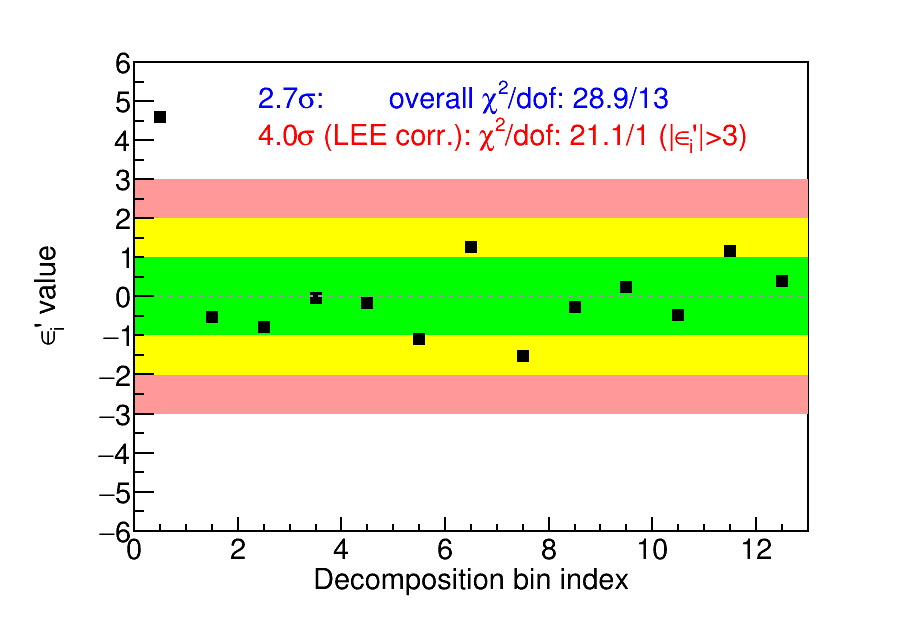 6
5
4
3
2
1
0
−1
−2
−3
−4
−5
−6
2.7σ: overall χ²/dof: 28.9/13
4.0σ (LEE corr.): χ²/dof: 21.1/1 (|ϵᵢ'|>3)
ϵᵢ' value
0 2 4 6 8 10 12
Decomposition bin index